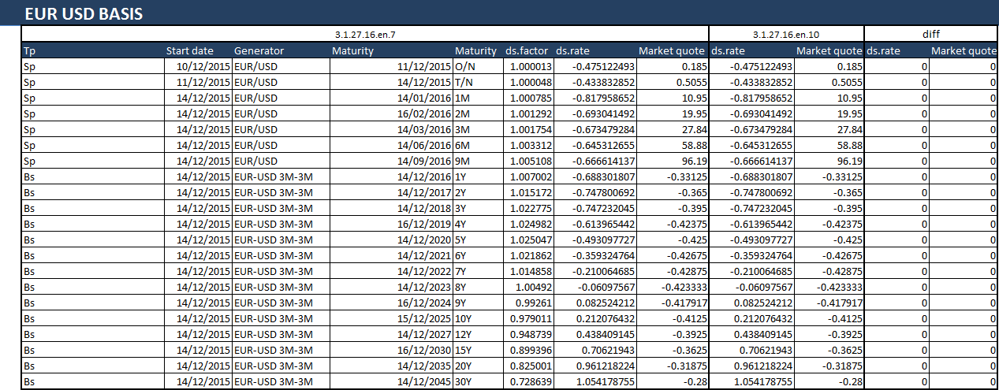 EUR USD BASIS
3.1.27.16.en.7 3.1.27.16.en.10 diff
Tp Start date Generator Maturity Maturity ds.factor ds.rate Market quote ds.rate Market quote ds.rate Market quote
Sp 10/12/2015 EUR/USD 11/12/2015 O/N 1.000013 -0.475122493 0.185 -0.475122493 0.185 0 0
Sp 11/12/2015 EUR/USD 14/12/2015 T/N 1.000048 -0.433832852 0.5055 -0.433832852 0.5055 0 0
Sp 14/12/2015 EUR/USD 14/01/2016 1M 1.000785 -0.817958652 10.95 -0.817958652 10.95 0 0
Sp 14/12/2015 EUR/USD 16/02/2016 2M 1.001292 -0.693041492 19.95 -0.693041492 19.95 0 0
Sp 14/12/2015 EUR/USD 14/03/2016 3M 1.001754 -0.673479284 27.84 -0.673479284 27.84 0 0
Sp 14/12/2015 EUR/USD 14/06/2016 6M 1.003312 -0.645312655 58.88 -0.645312655 58.88 0 0
Sp 14/12/2015 EUR/USD 14/09/2016 9M 1.005108 -0.666614137 96.19 -0.666614137 96.19 0 0
Bs 14/12/2015 EUR-USD 3M-3M 14/12/2016 1Y 1.007002 -0.688301807 -0.33125 -0.688301807 -0.33125 0 0
Bs 14/12/2015 EUR-USD 3M-3M 14/12/2017 2Y 1.015172 -0.747800692 -0.365 -0.747800692 -0.365 0 0
Bs 14/12/2015 EUR-USD 3M-3M 14/12/2018 3Y 1.022775 -0.747232045 -0.395 -0.747232045 -0.395 0 0
Bs 14/12/2015 EUR-USD 3M-3M 16/12/2019 4Y 1.024982 -0.613965442 -0.42375 -0.613965442 -0.42375 0 0
Bs 14/12/2015 EUR-USD 3M-3M 14/12/2020 5Y 1.025047 -0.493097727 -0.425 -0.493097727 -0.425 0 0
Bs 14/12/2015 EUR-USD 3M-3M 14/12/2021 6Y 1.021862 -0.359324764 -0.42675 -0.359324764 -0.42675 0 0
Bs 14/12/2015 EUR-USD 3M-3M 14/12/2022 7Y 1.014858 -0.210064685 -0.42875 -0.210064685 -0.42875 0 0
Bs 14/12/2015 EUR-USD 3M-3M 14/12/2023 8Y 1.00492 -0.06097567 -0.423333 -0.06097567 -0.423333 0 0
Bs 14/12/2015 EUR-USD 3M-3M 16/12/2024 9Y 0.99261 0.082524212 -0.417917 0.082524212 -0.417917 0 0
Bs 14/12/2015 EUR-USD 3M-3M 15/12/2025 10Y 0.979011 0.212076432 -0.4125 0.212076432 -0.4125 0 0
Bs 14/12/2015 EUR-USD 3M-3M 14/12/2027 12Y 0.948739 0.438409145 -0.3925 0.438409145 -0.3925 0 0
Bs 14/12/2015 EUR-USD 3M-3M 16/12/2030 15Y 0.899396 0.70621943 -0.3625 0.70621943 -0.3625 0 0
Bs 14/12/2015 EUR-USD 3M-3M 14/12/2035 20Y 0.825001 0.961218224 -0.31875 0.961218224 -0.31875 0 0
Bs 14/12/2015 EUR-USD 3M-3M 14/12/2045 30Y 0.728639 1.054178755 -0.28 1.054178755 -0.28 0 0